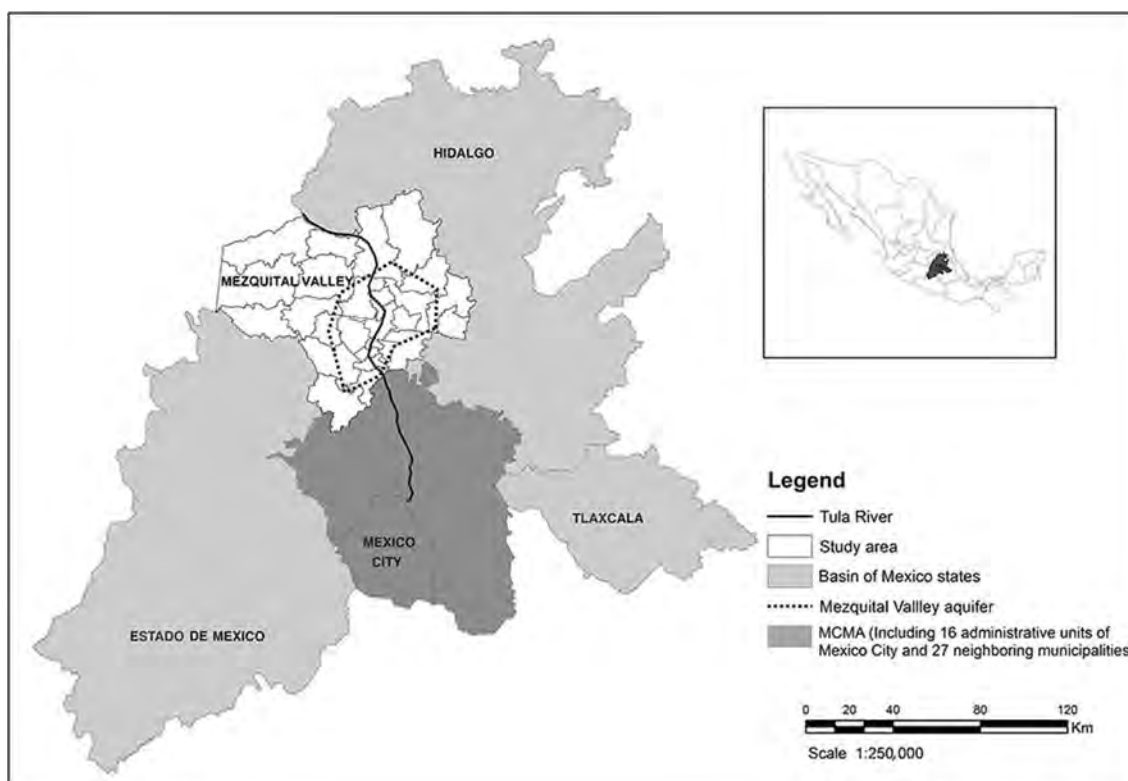 HIDALGO
MEZQUITAL VALLEY
MEXICO
CITY
TLAXCALA
ESTADO DE MEXICO
Legend
Tula River
Study area
Basin of Mexico states
Mezquital Vallley aquifer
MCMA (Including 16 administrative units of
Mexico City and 27 neighboring municipalities
0 20 40 80 120
Km
Scale 1:250,000